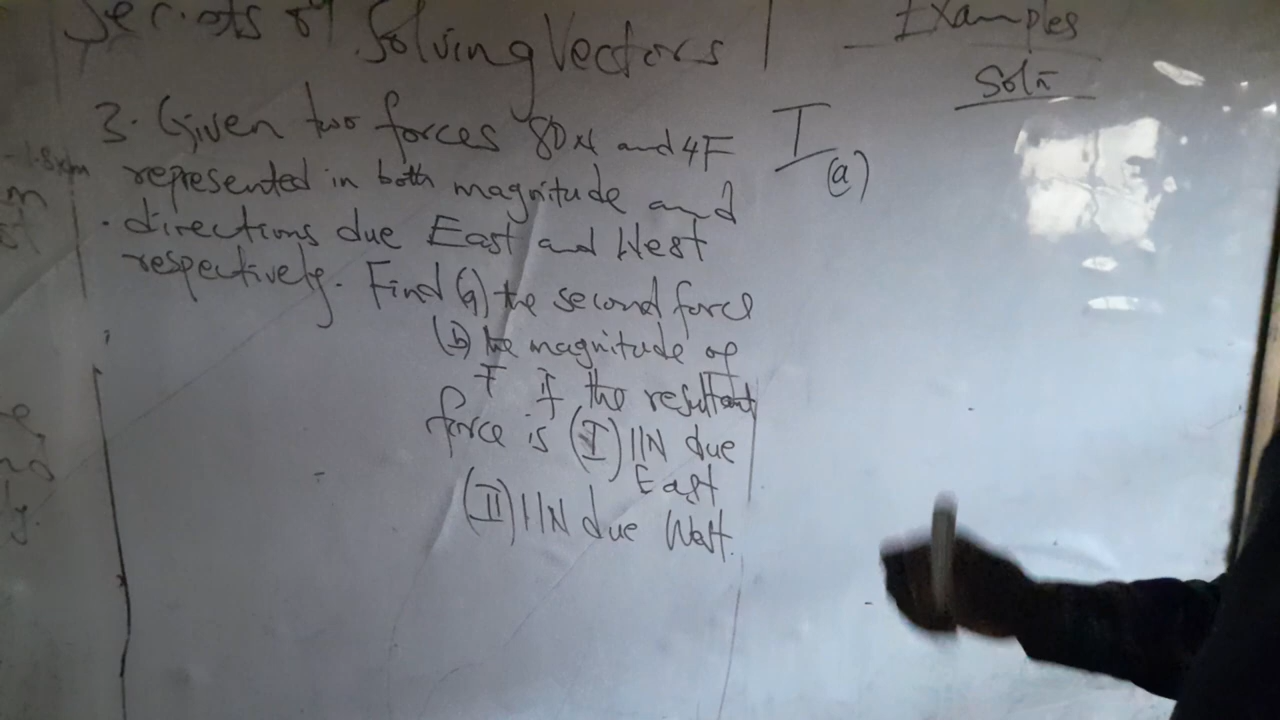 of Solving Vectors
Examples
Soln
3. Given two forces 80N and 4F
represented in both magnitude and
directions due East and West
respectively. Find (a) the second force
(b) the magnitude of
F if the resultant
force is (I) 11N due
East
(II) 11N due West.
I
(a)